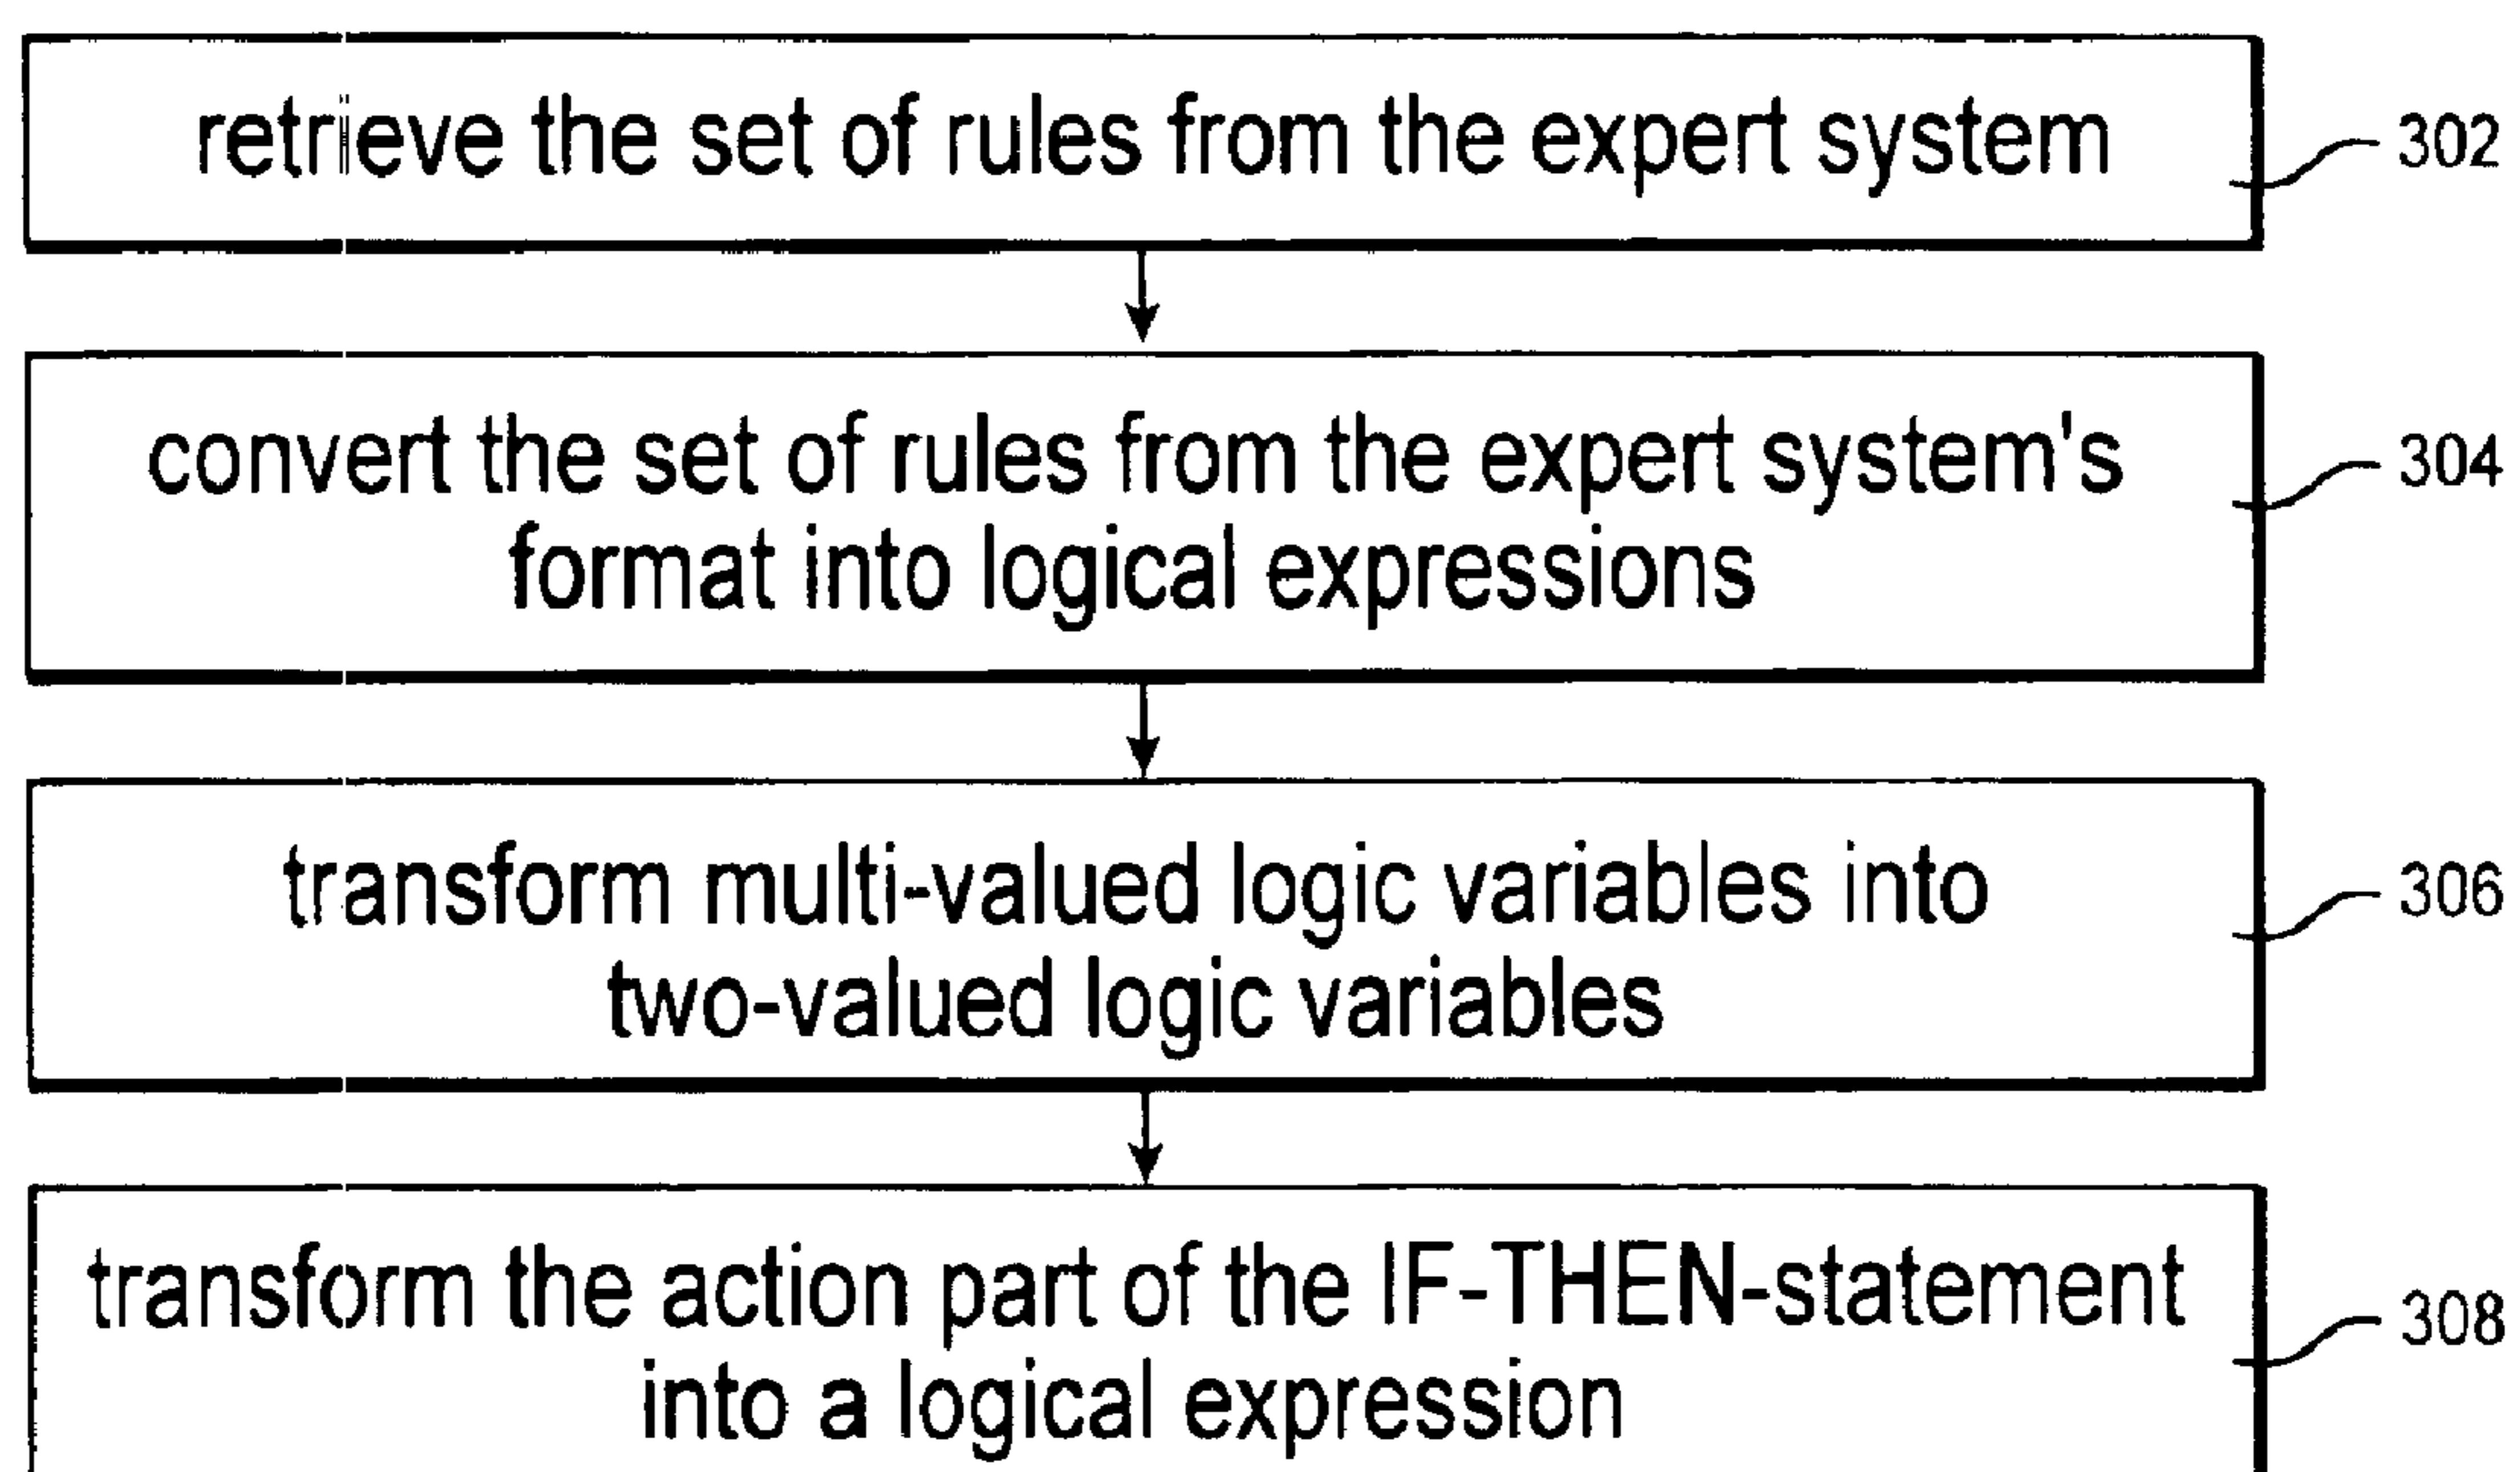 retrieve the set of rules from the expert system
302
convert the set of rules from the expert system's
format into logical expressions
304
transform multi-valued logic variables into
two-valued logic variables
306
transform the action part of the IF-THEN-statement
into a logical expression
308